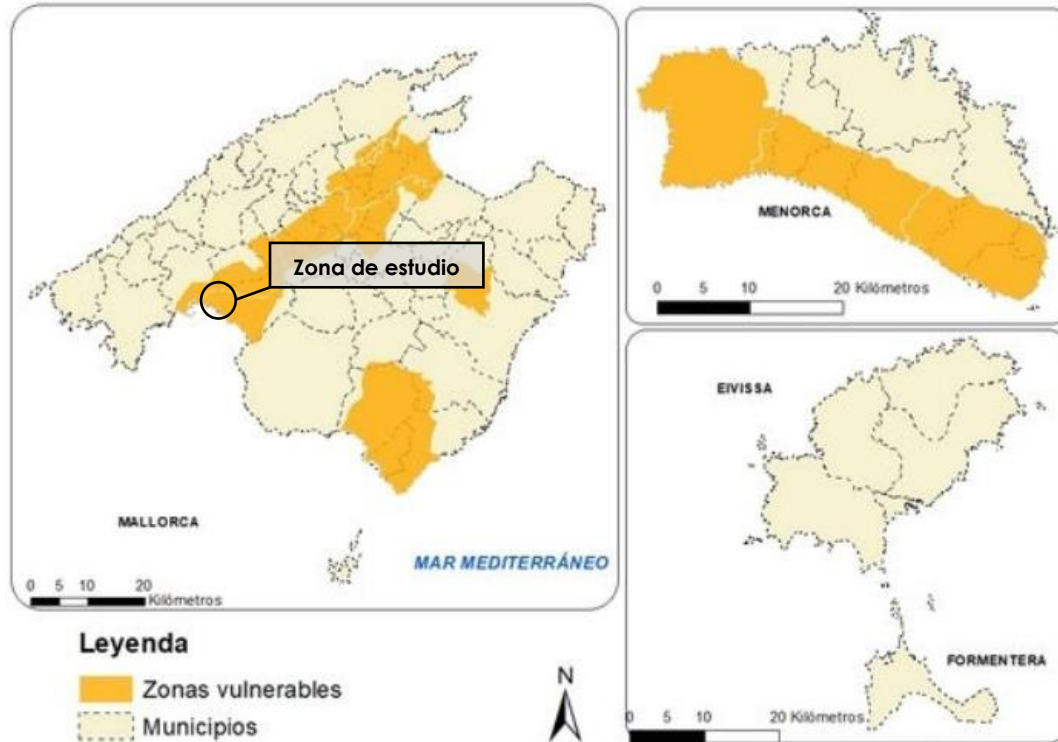 Zona de estudio
MALLORCA
MAR MEDITERRÁNEO
0 5 10 20
Kilómetros
MENORCA
0 5 10 20 Kilómetros
EIVISSA
FORMENTERA
0 5 10 20 Kilómetros
Leyenda
Zonas vulnerables
Municipios
N